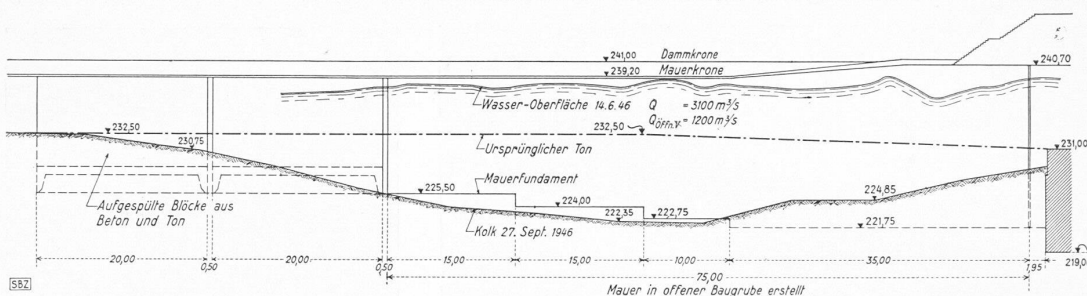 241,00 Dammkrone
239,20 Mauerkrone
240,70
Wasser-Oberfläche 14.6.46 Q = 3100 m³/s
Q Öffn.V. = 1200 m³/s
232,50
232,50
Ursprünglicher Ton
230,75
231,00
Aufgespülte Blöcke aus
Beton und Ton
225,50
Mauerfundament
224,00
224,85
222,35
222,75
221,75
Kolk 27. Sept. 1946
20,00
0,50
20,00
0,50
15,00
15,00
10,00
35,00
1,95
75,00
Mauer in offener Baugrube erstellt
SBZ